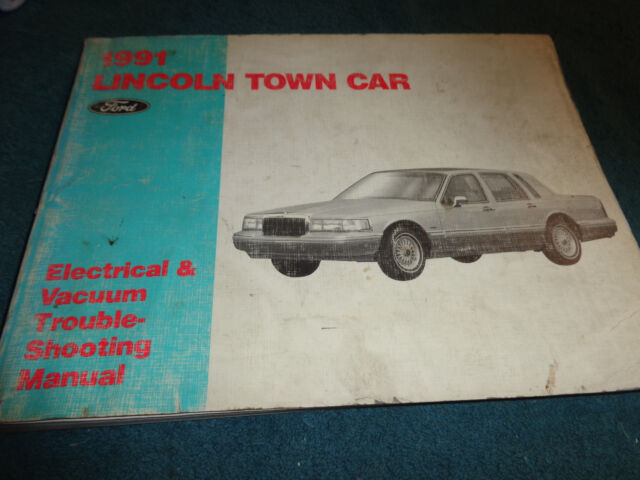 1991
LINCOLN TOWN CAR
Ford
Electrical &
Vacuum
Trouble-
Shooting
Manual